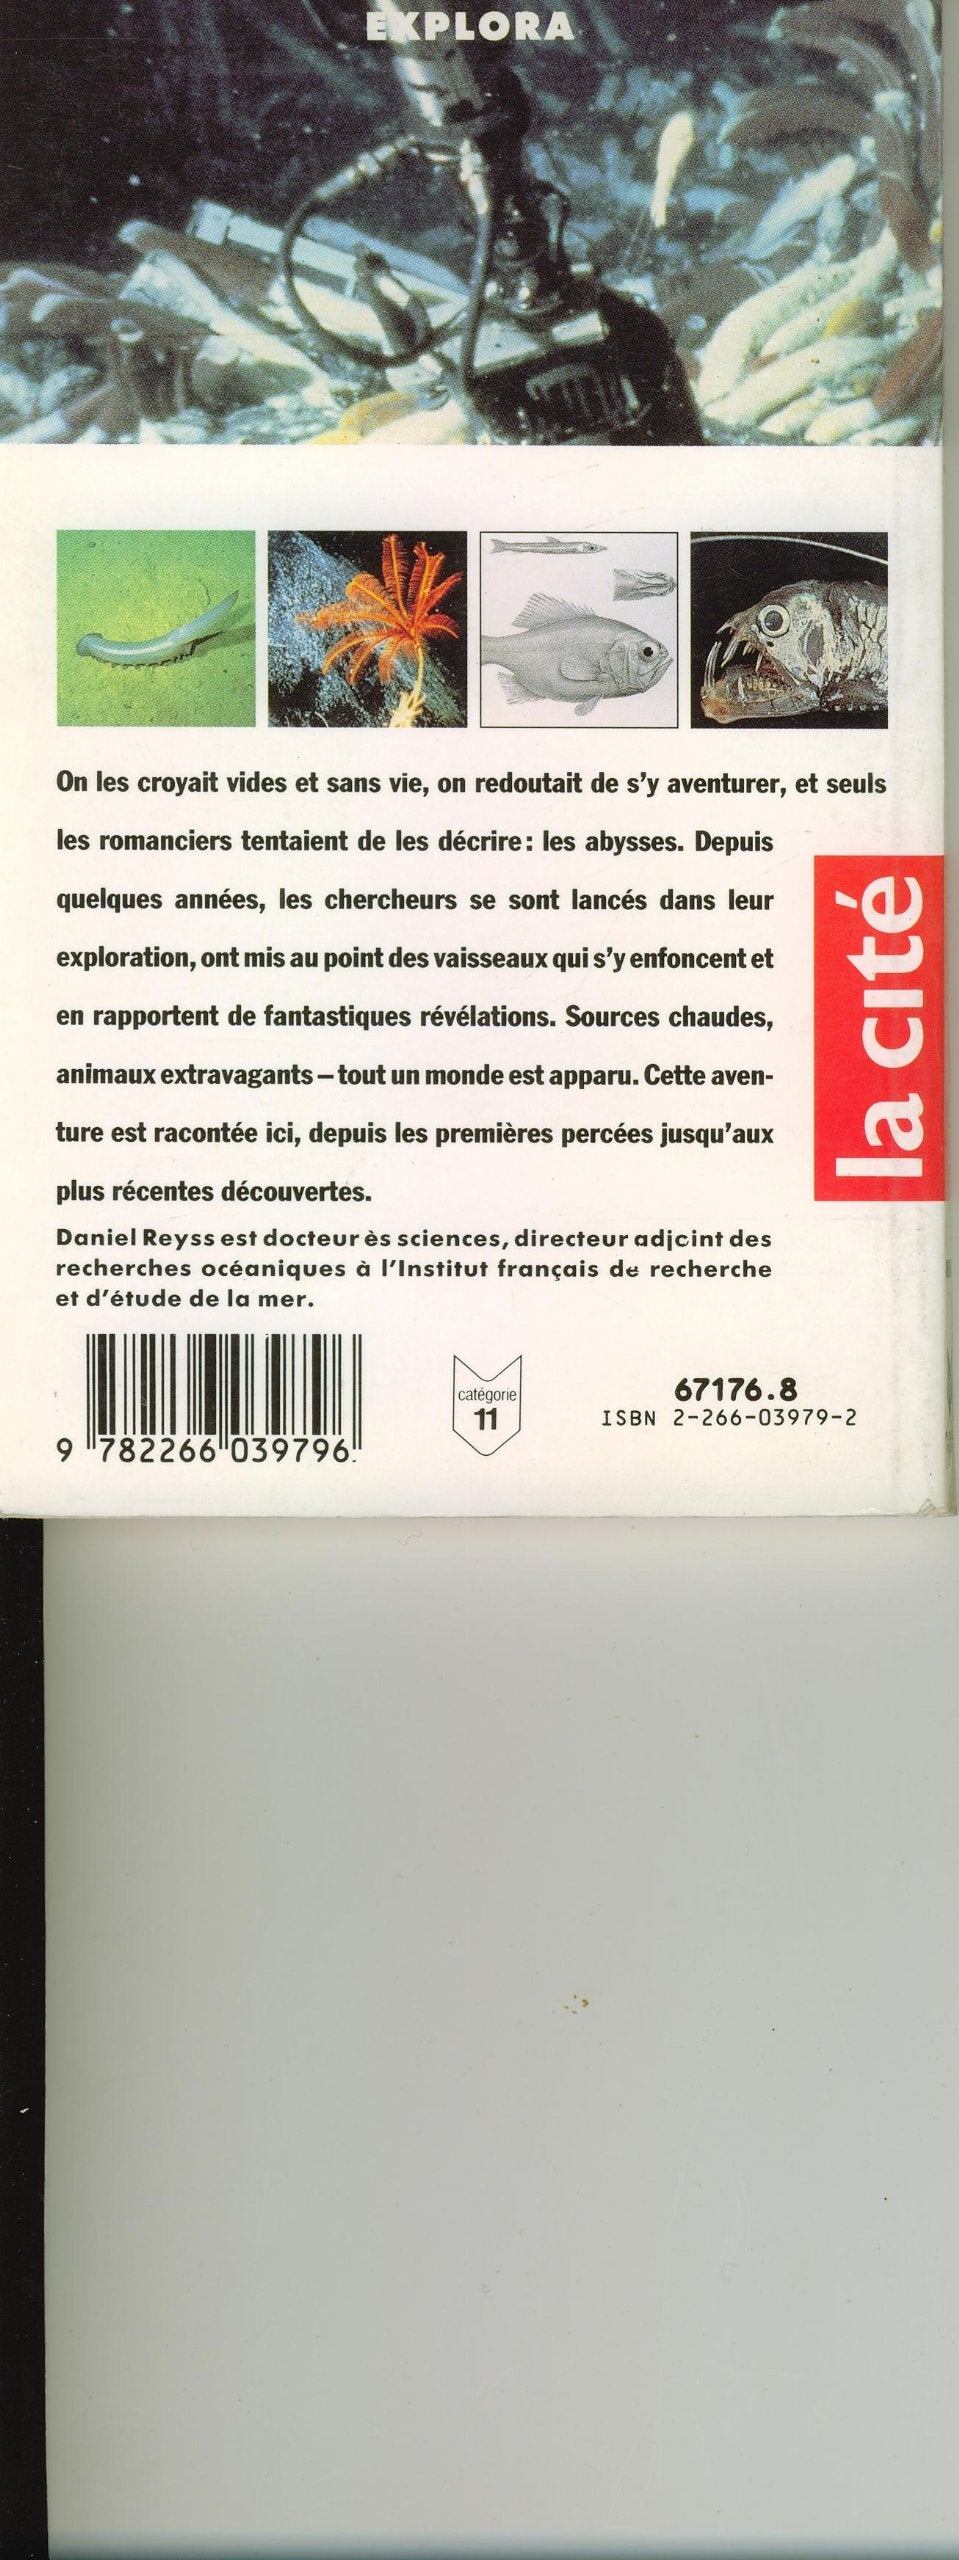 EXPLORA
On les croyait vides et sans vie, on redoutait de s'y aventurer, et seuls
les romanciers tentaient de les décrire : les abysses. Depuis
quelques années, les chercheurs se sont lancés dans leur
exploration, ont mis au point des vaisseaux qui s'y enfoncent et
en rapportent de fantastiques révélations. Sources chaudes,
animaux extravagants – tout un monde est apparu. Cette aven-
ture est racontée ici, depuis les premières percées jusqu'aux
plus récentes découvertes.
la cité
Daniel Reyss est docteur ès sciences, directeur adjoint des
recherches océaniques à l'Institut français de recherche
et d'étude de la mer.
catégorie
11
67176.8
ISBN 2-266-03979-2
9 782266 039796